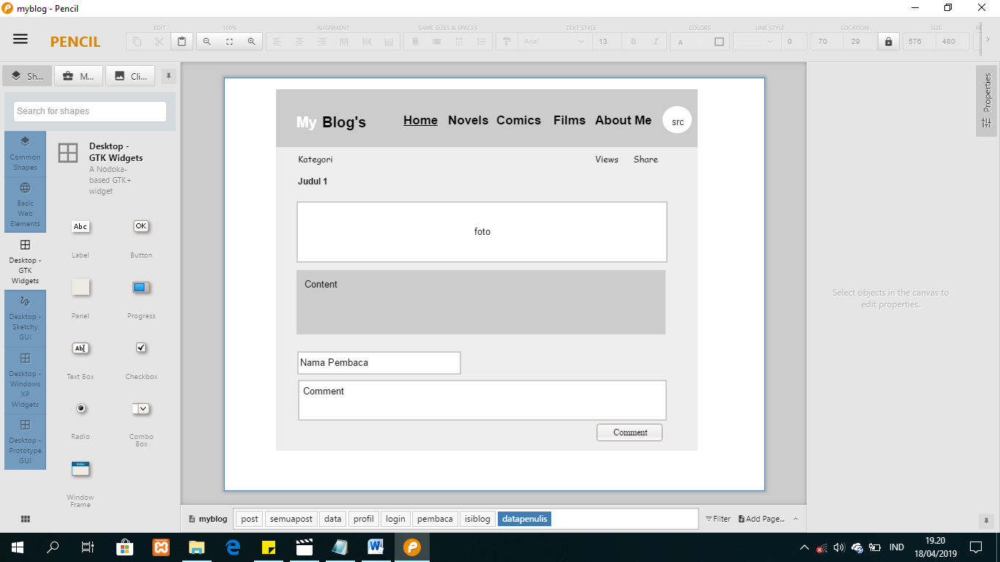 myblog - Pencil
PENCIL
EDIT
100%
ALIGNMENT
SAME SIZES & SPACES
TEXT STYLE
Arial
13
B
I
COLORS
A
LINE STYLE
0
LOCATION
70
29
SIZE
576
480
Sh...
M...
Cli...
Search for shapes
Common
Shapes
Basic
Web
Elements
Desktop -
GTK
Widgets
Desktop -
Sketchy
GUI
Desktop -
Windows
XP
Widgets
Desktop -
Prototype
GUI
Desktop -
GTK Widgets
A Nodoka-
based GTK+
widget
Abc
OK
Label
Button
Panel
Progress
Abc
Text Box
Checkbox
Radio
Combo
Box
Window
Frame
My Blog's
Home Novels Comics Films About Me src
Kategori
Views Share
Judul 1
foto
Content
Nama Pembaca
Comment
Comment
Properties
Select objects in the canvas to
edit properties.
myblog
post
semuapost
data
profil
login
pembaca
isiblog
datapenulis
Filter
Add Page...
IND
19.20
18/04/2019